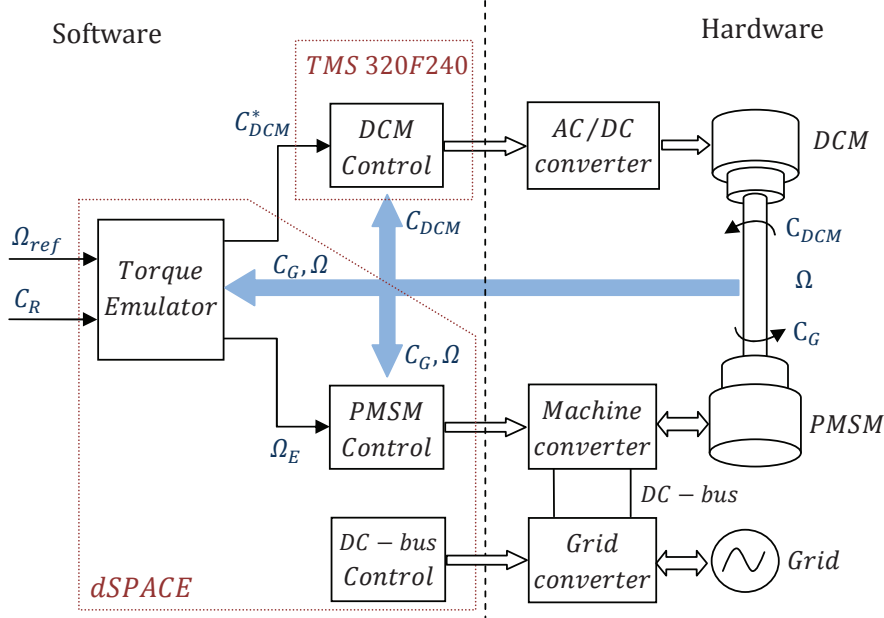 Software
Hardware
TMS 320F240
C*DCM
DCM
Control
AC/DC
converter
DCM
Ωref
CR
Torque
Emulator
CG, Ω
CDCM
CDCM
Ω
CG
CG, Ω
ΩE
PMSM
Control
Machine
converter
PMSM
DC − bus
DC − bus
Control
Grid
converter
Grid
dSPACE